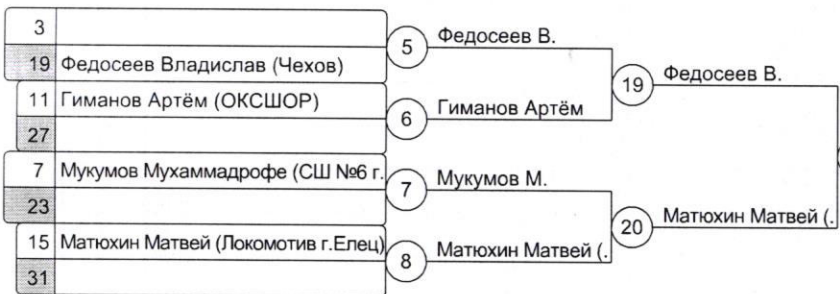 3
19 Федосеев Владислав (Чехов)
5 Федосеев В.
11 Гиманов Артём (ОКСШОР)
27
6 Гиманов Артём
19 Федосеев В.
7 Мукумов Мухаммадрофе (СШ №6 г.
23
7 Мукумов М.
15 Матюхин Матвей (Локомотив г.Елец)
31
8 Матюхин Матвей (.
20 Матюхин Матвей (.